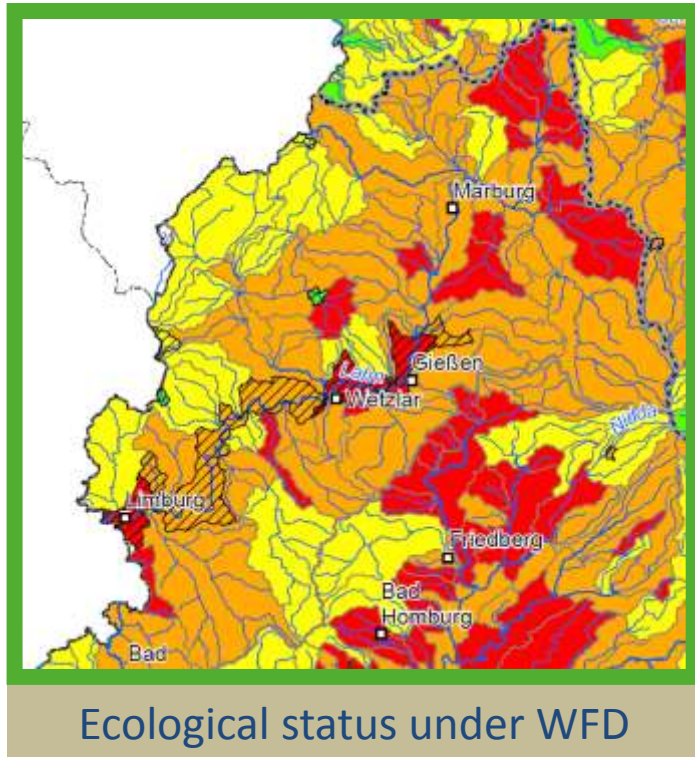 Marburg
Gießen
Lahn
Wetzlar
Nidda
Limburg
Friedberg
Bad
Homburg
Bad
Ecological status under WFD